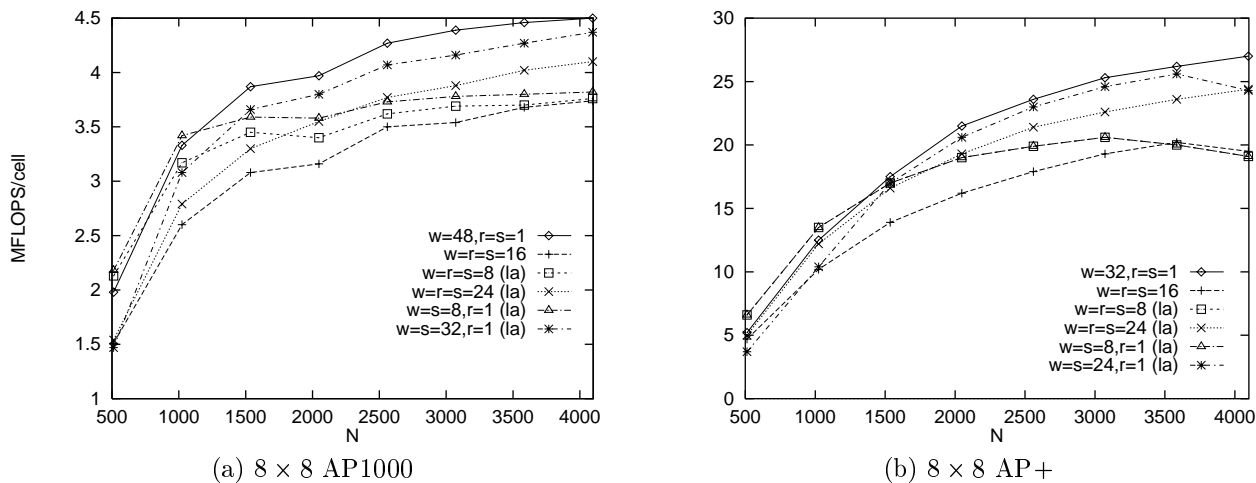 4.5
4
3.5
3
2.5
2
1.5
1
MFLOPS/cell
w=48,r=s=1
w=r=s=16
w=r=s=8 (la)
w=r=s=24 (la)
w=s=8,r=1 (la)
w=s=32,r=1 (la)
500 1000 1500 2000 2500 3000 3500 4000
N
(a) 8 × 8 AP1000
30
25
20
15
10
5
0
w=32,r=s=1
w=r=s=16
w=r=s=8 (la)
w=r=s=24 (la)
w=s=8,r=1 (la)
w=s=24,r=1 (la)
500 1000 1500 2000 2500 3000 3500 4000
N
(b) 8 × 8 AP+